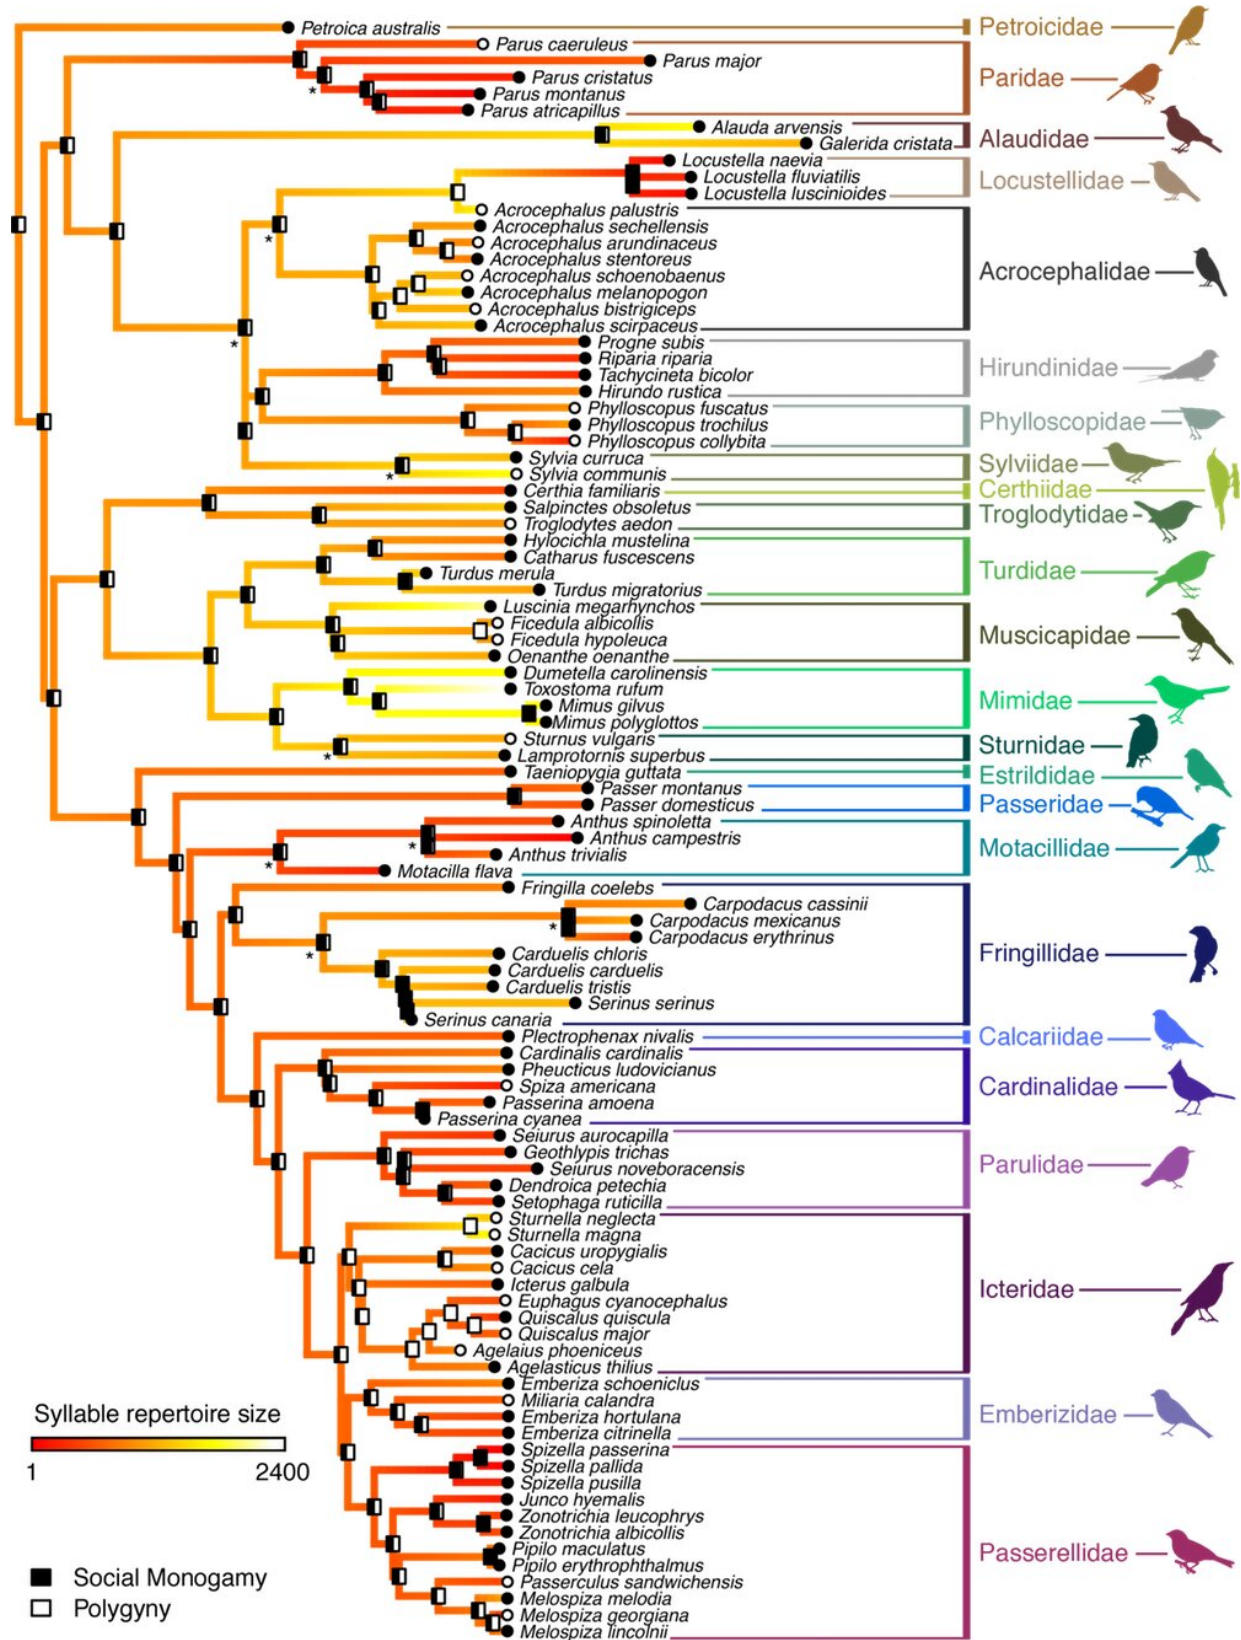 Petroica australis
Petroicidae
Parus caeruleus
Parus major
Parus cristatus
Paridae
Parus montanus
Parus atricapillus
Alauda arvensis
Alaudidae
Galerida cristata
Locustella naevia
Locustella fluviatilis
Locustellidae
Locustella luscinioides
Acrocephalus palustris
Acrocephalus sechellensis
Acrocephalus arundinaceus
Acrocephalus stentoreus
Acrocephalidae
Acrocephalus schoenobaenus
Acrocephalus melanopogon
Acrocephalus bistrigiceps
Acrocephalus scirpaceus
Progne subis
Riparia riparia
Hirundinidae
Tachycineta bicolor
Hirundo rustica
Phylloscopus fuscatus
Phylloscopus trochilus
Phylloscopidae
Phylloscopus collybita
Sylvia curruca
Sylviidae
Sylvia communis
Certhia familiaris
Certhiidae
Salpinctes obsoletus
Troglodytidae
Troglodytes aedon
Hylocichla mustelina
Catharus fuscescens
Turdidae
Turdus merula
Turdus migratorius
Luscinia megarhynchos
Ficedula albicollis
Ficedula hypoleuca
Muscicapidae
Oenanthe oenanthe
Dumetella carolinensis
Toxostoma rufum
Mimidae
Mimus gilvus
Mimus polyglottos
Sturnus vulgaris
Sturnidae
Lamprotornis superbus
Taeniopygia guttata
Estrildidae
Passer montanus
Passeridae
Passer domesticus
Anthus spinoletta
Anthus campestris
Motacillidae
Anthus trivialis
Motacilla flava
Fringilla coelebs
Carpodacus cassinii
Carpodacus mexicanus
Carpodacus erythrinus
Carduelis chloris
Fringillidae
Carduelis carduelis
Carduelis tristis
Serinus serinus
Serinus canaria
Plectrophenax nivalis
Calcariidae
Cardinalis cardinalis
Pheucticus ludovicianus
Spiza americana
Cardinalidae
Passerina amoena
Passerina cyanea
Seiurus aurocapilla
Geothlypis trichas
Parulidae
Seiurus noveboracensis
Dendroica petechia
Setophaga ruticilla
Sturnella neglecta
Sturnella magna
Cacicus uropygialis
Cacicus cela
Icterus galbula
Icteridae
Euphagus cyanocephalus
Quiscalus quiscula
Quiscalus major
Agelaius phoeniceus
Agelasticus thilius
Emberiza schoeniclus
Miliaria calandra
Emberizidae
Emberiza hortulana
Emberiza citrinella
Spizella passerina
Spizella pallida
Spizella pusilla
Junco hyemalis
Zonotrichia leucophrys
Zonotrichia albicollis
Pipilo maculatus
Passerellidae
Pipilo erythrophthalmus
Passerculus sandwichensis
Melospiza melodia
Melospiza georgiana
Melospiza lincolnii
Syllable repertoire size
1 2400
Social Monogamy
Polygyny
*
*
*
*
*
*
*
*
*